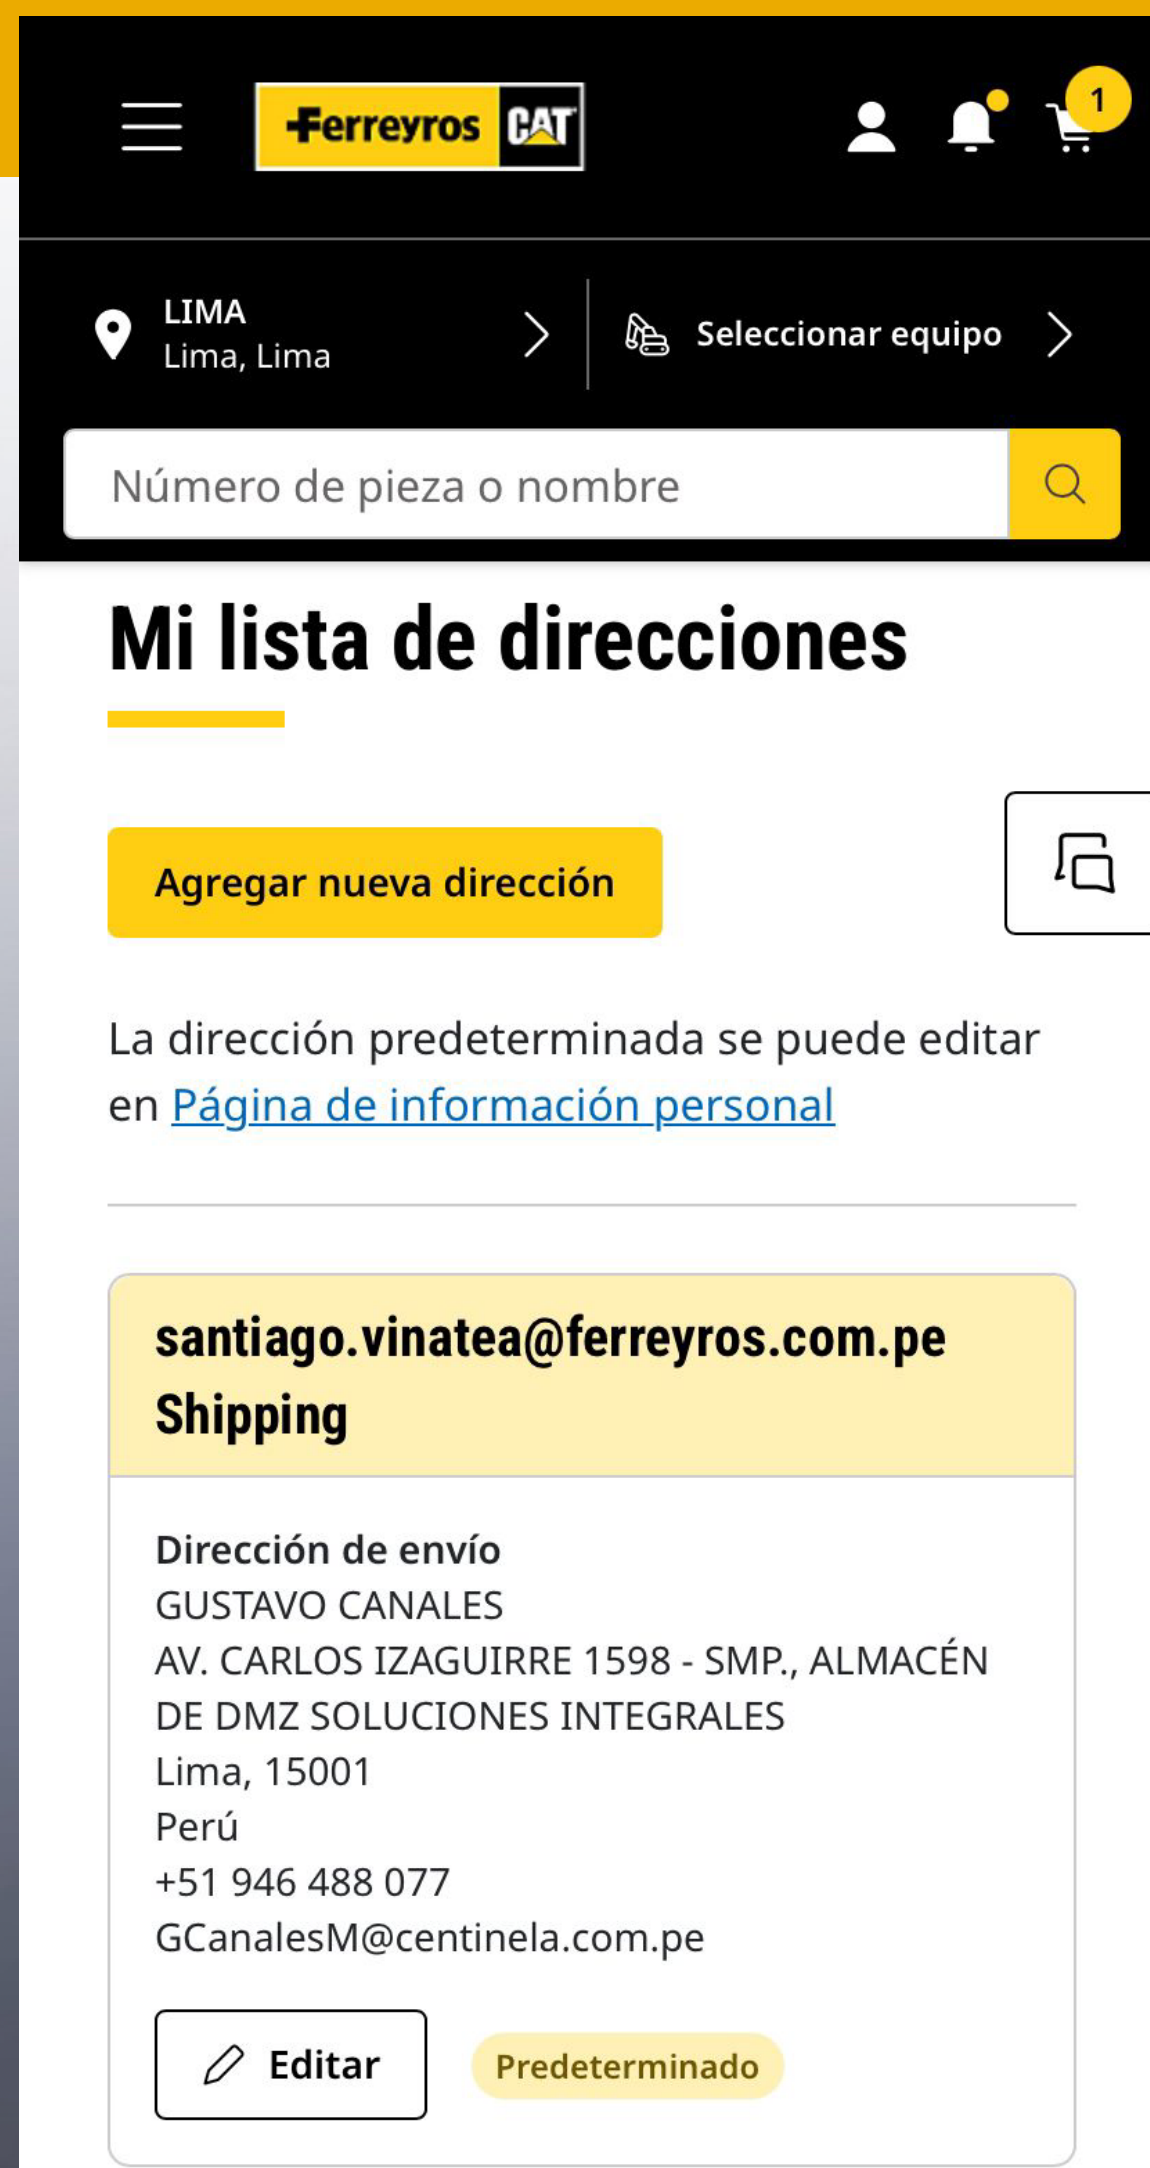 Ferreyros CAT
1
LIMA
Lima, Lima
Seleccionar equipo
Número de pieza o nombre
Mi lista de direcciones
Agregar nueva dirección
La dirección predeterminada se puede editar
en Página de información personal
santiago.vinatea@ferreyros.com.pe
Shipping
Dirección de envío
GUSTAVO CANALES
AV. CARLOS IZAGUIRRE 1598 - SMP., ALMACÉN
DE DMZ SOLUCIONES INTEGRALES
Lima, 15001
Perú
+51 946 488 077
GCanalesM@centinela.com.pe
Editar
Predeterminado